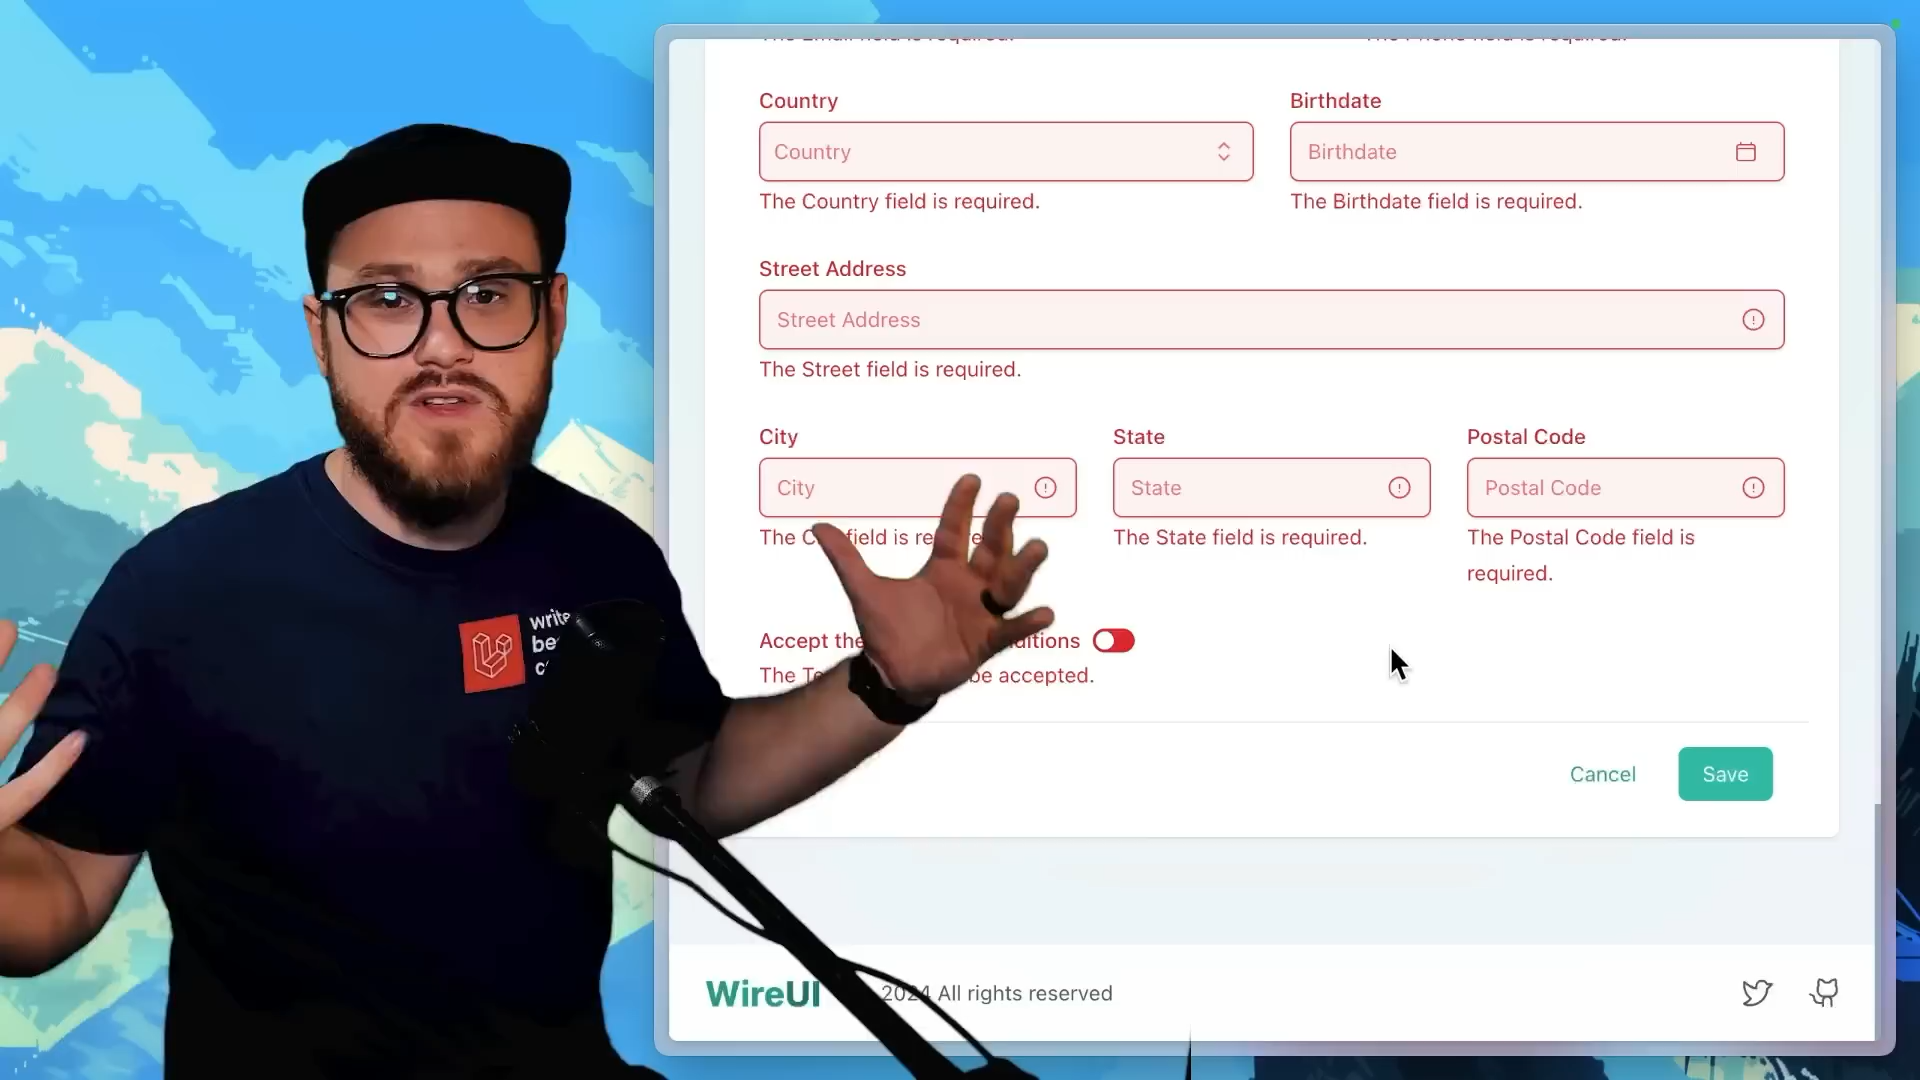 Country
Birthdate
Country
Birthdate
The Country field is required.
The Birthdate field is required.
Street Address
Street Address
The Street field is required.
City
State
Postal Code
City
State
Postal Code
The field is
The State field is required.
The Postal Code field is
required.
write
Accept the
The be accepted.
Cancel
Save
WireUI
2024 All rights reserved